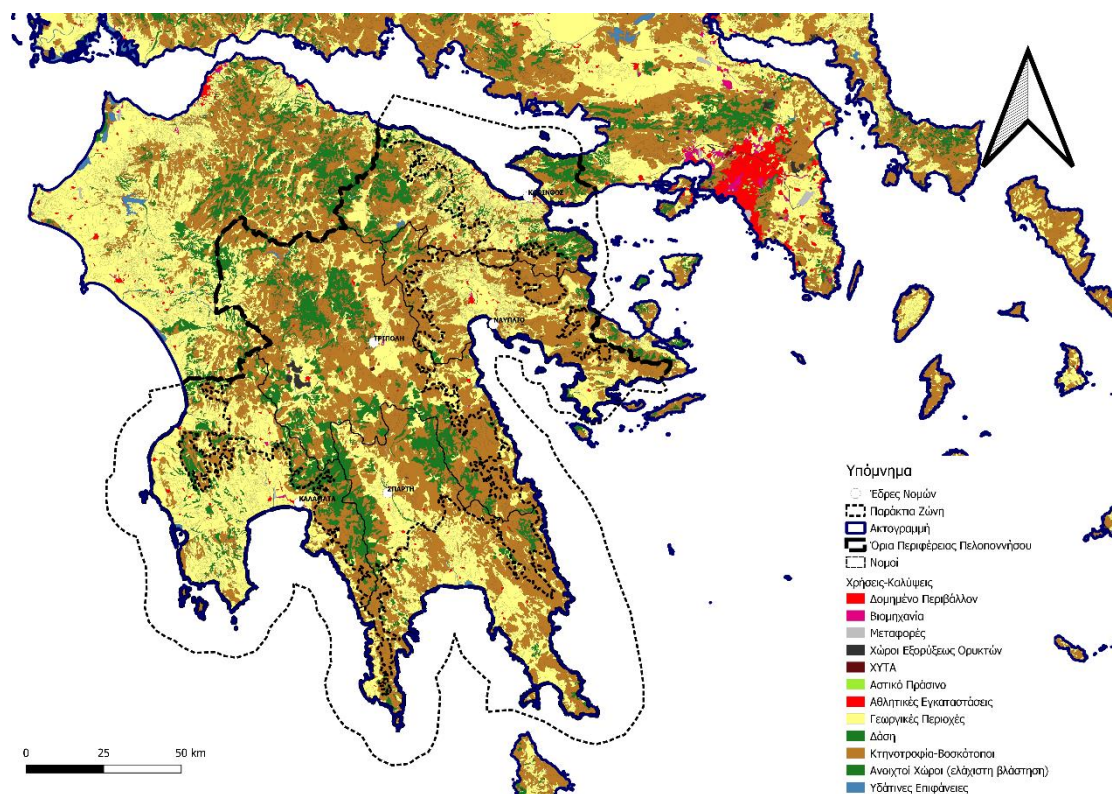 ΚΟΡΙΝΘΟΣ
ΝΑΥΠΛΙΟ
ΤΡΙΠΟΛΗ
ΣΠΑΡΤΗ
ΚΑΛΑΜΑΤΑ
Υπόμνημα
Έδρες Νομών
Παράκτια Ζώνη
Ακτογραμμή
Όρια Περιφέρειας Πελοποννήσου
Νομοί
Χρήσεις-Καλύψεις
Δομημένο Περιβάλλον
Βιομηχανία
Μεταφορές
Χώροι Εξορύξεως Ορυκτών
ΧΥΤΑ
Αστικό Πράσινο
Αθλητικές Εγκαταστάσεις
Γεωργικές Περιοχές
Δάση
Κτηνοτροφία-Βοσκότοποι
Ανοιχτοί Χώροι (ελάχιστη βλάστηση)
Υδάτινες Επιφάνειες
0 25 50 km